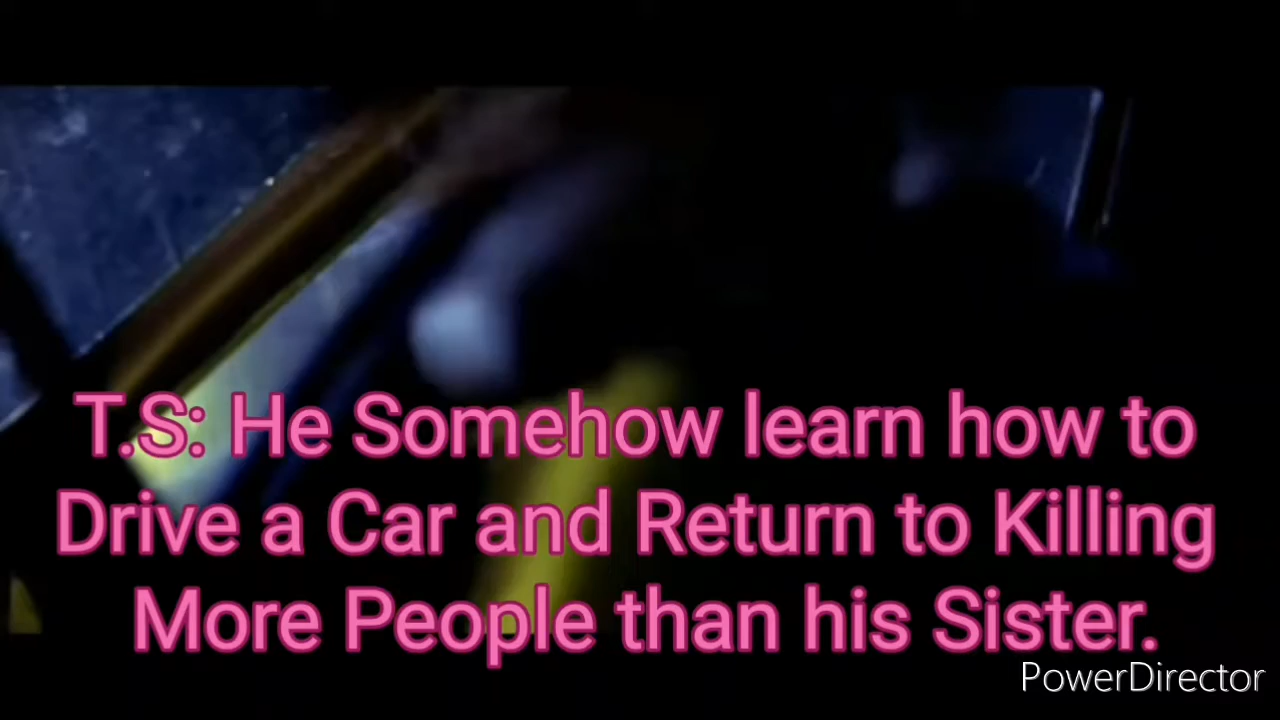 T.S: He Somehow learn how to
Drive a Car and Return to Killing
More People than his Sister.
PowerDirector